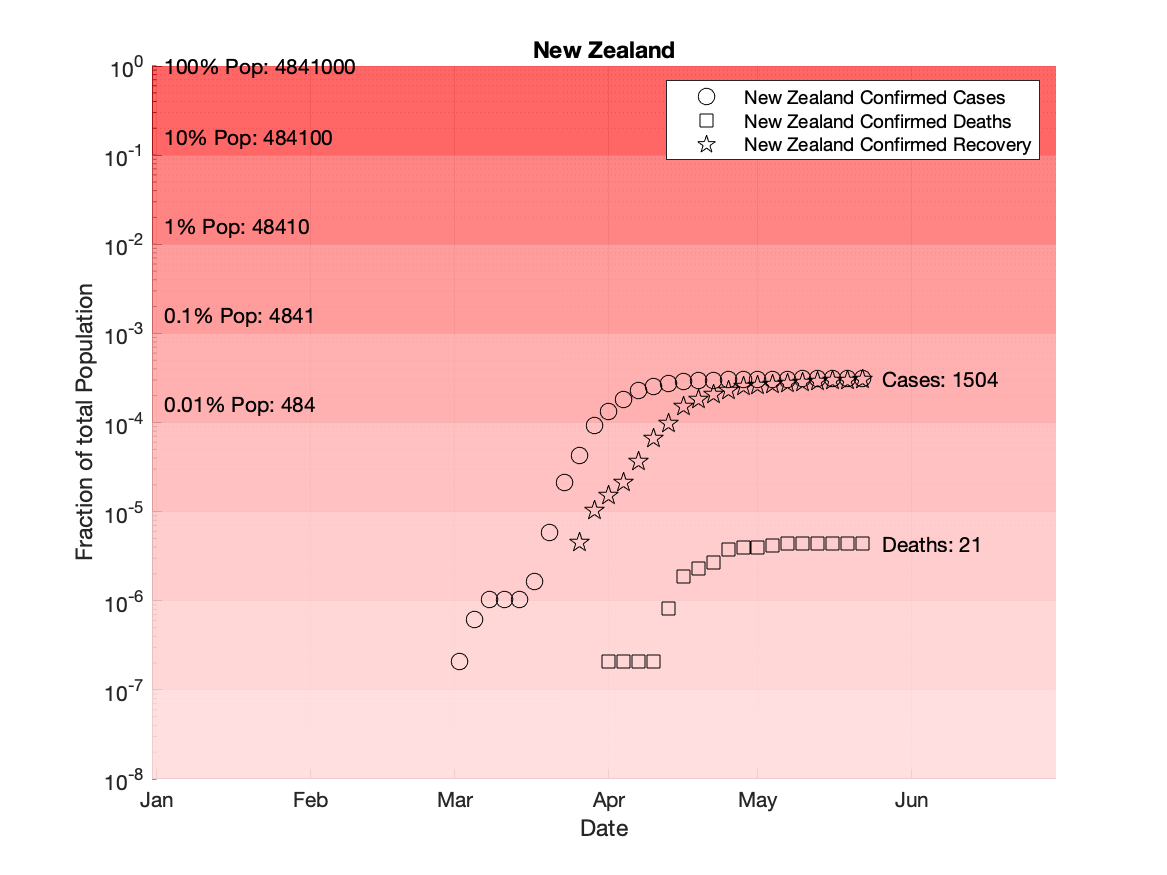 New Zealand
10^0
100% Pop: 4841000
New Zealand Confirmed Cases
New Zealand Confirmed Deaths
New Zealand Confirmed Recovery
10% Pop: 484100
10^-1
1% Pop: 48410
10^-2
0.1% Pop: 4841
10^-3
Cases: 1504
0.01% Pop: 484
10^-4
10^-5
Deaths: 21
10^-6
10^-7
10^-8
Fraction of total Population
Jan Feb Mar Apr May Jun
Date